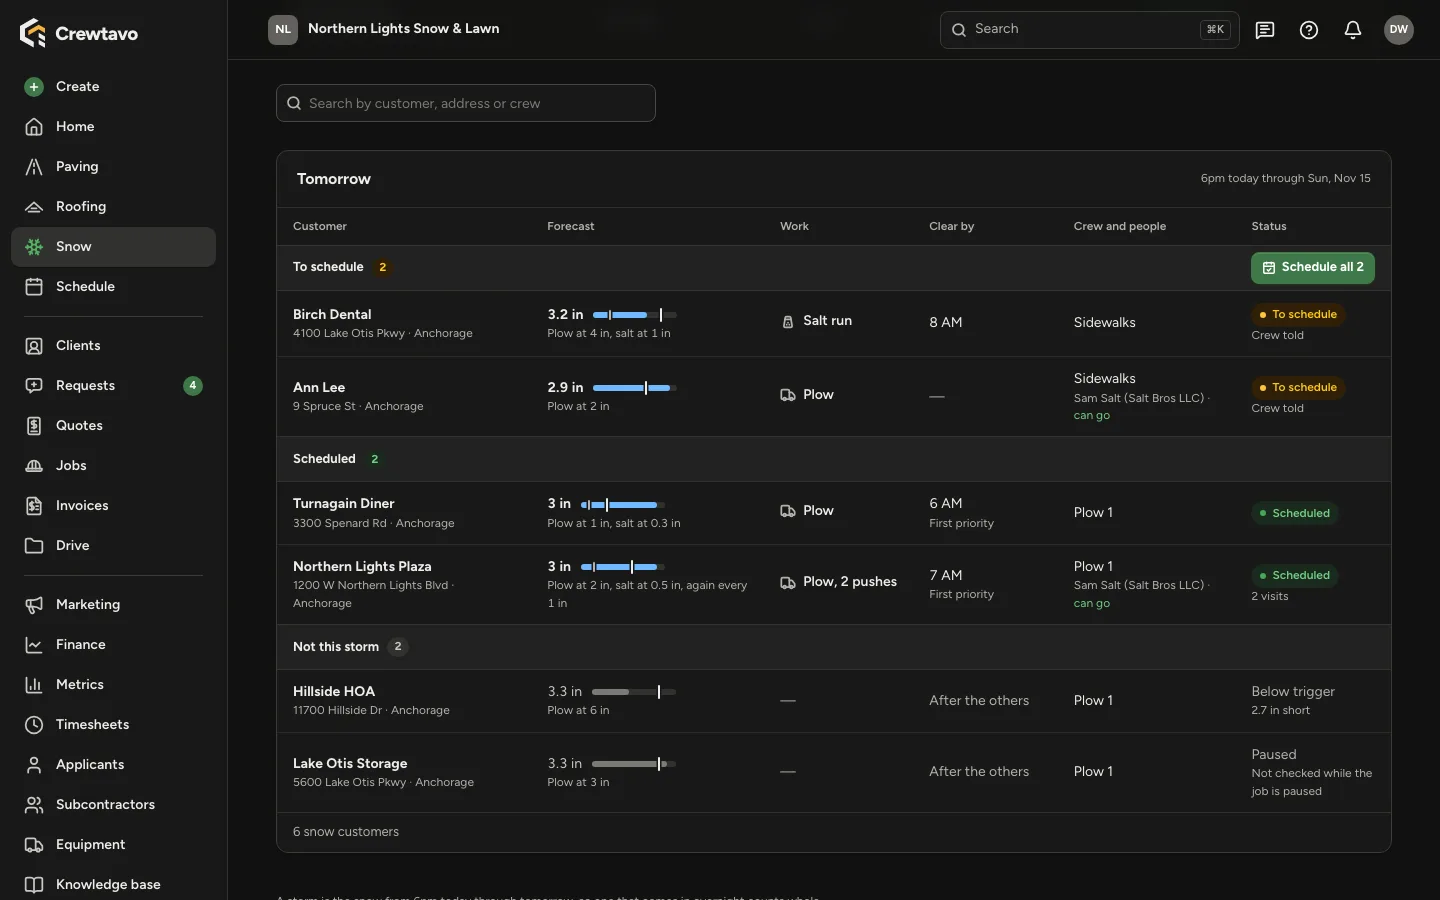 Crewtavo
NL
Northern Lights Snow & Lawn
Search
⌘K
DW
Create
Home
Paving
Roofing
Snow
Schedule
Clients
Requests
4
Quotes
Jobs
Invoices
Drive
Marketing
Finance
Metrics
Timesheets
Applicants
Subcontractors
Equipment
Knowledge base
Search by customer, address or crew
Tomorrow
6pm today through Sun, Nov 15
Customer
Forecast
Work
Clear by
Crew and people
Status
To schedule 2
Schedule all 2
Birch Dental
4100 Lake Otis Pkwy · Anchorage
3.2 in
Plow at 4 in, salt at 1 in
Salt run
8 AM
Sidewalks
To schedule
Crew told
Ann Lee
9 Spruce St · Anchorage
2.9 in
Plow at 2 in
Plow
—
Sidewalks
Sam Salt (Salt Bros LLC) ·
can go
To schedule
Crew told
Scheduled 2
Turnagain Diner
3300 Spenard Rd · Anchorage
3 in
Plow at 1 in, salt at 0.3 in
Plow
6 AM
First priority
Plow 1
Scheduled
Northern Lights Plaza
1200 W Northern Lights Blvd ·
Anchorage
3 in
Plow at 2 in, salt at 0.5 in, again every
1 in
Plow, 2 pushes
7 AM
First priority
Plow 1
Sam Salt (Salt Bros LLC) ·
can go
Scheduled
2 visits
Not this storm 2
Hillside HOA
11700 Hillside Dr · Anchorage
3.3 in
Plow at 6 in
—
After the others
Plow 1
Below trigger
2.7 in short
Lake Otis Storage
5600 Lake Otis Pkwy · Anchorage
3.3 in
Plow at 3 in
—
After the others
Plow 1
Paused
Not checked while the
job is paused
6 snow customers